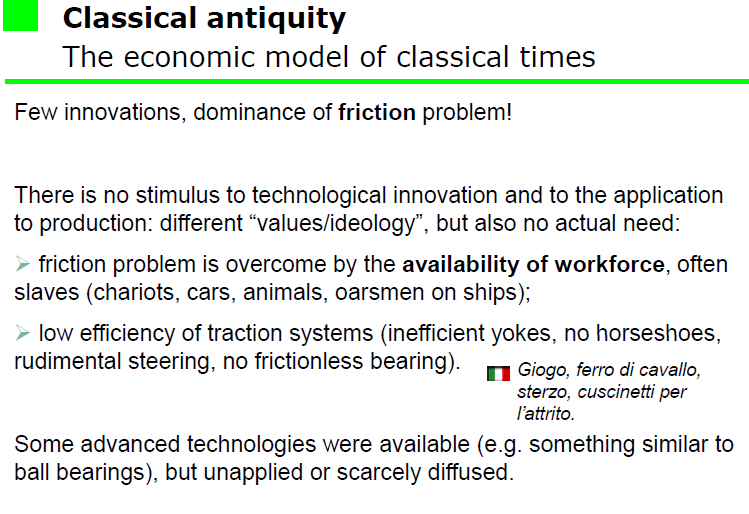 Classical antiquity
The economic model of classical times
Few innovations, dominance of friction problem!
There is no stimulus to technological innovation and to the application
to production: different “values/ideology”, but also no actual need:
➢ friction problem is overcome by the availability of workforce, often
slaves (chariots, cars, animals, oarsmen on ships);
➢ low efficiency of traction systems (inefficient yokes, no horseshoes,
rudimental steering, no frictionless bearing).
Giogo, ferro di cavallo,
sterzo, cuscinetti per
l’attrito.
Some advanced technologies were available (e.g. something similar to
ball bearings), but unapplied or scarcely diffused.